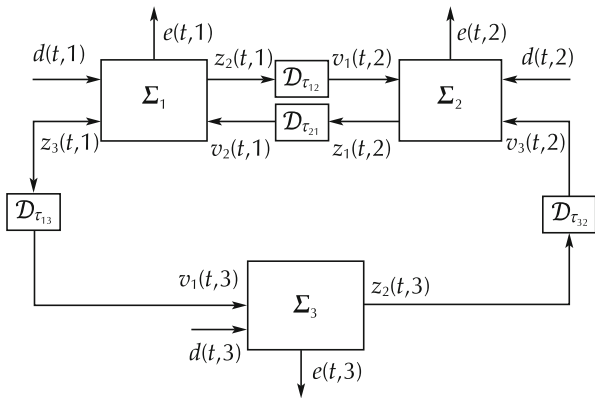 e(t,1) e(t,2)
d(t,1) z₂(t,1) v₁(t,2) d(t,2)
𝒟τ₁₂
Σ₁ Σ₂
𝒟τ₂₁
z₃(t,1) v₂(t,1) z₁(t,2) v₃(t,2)
𝒟τ₁₃ 𝒟τ₃₂
v₁(t,3) z₂(t,3)
Σ₃
d(t,3)
e(t,3)